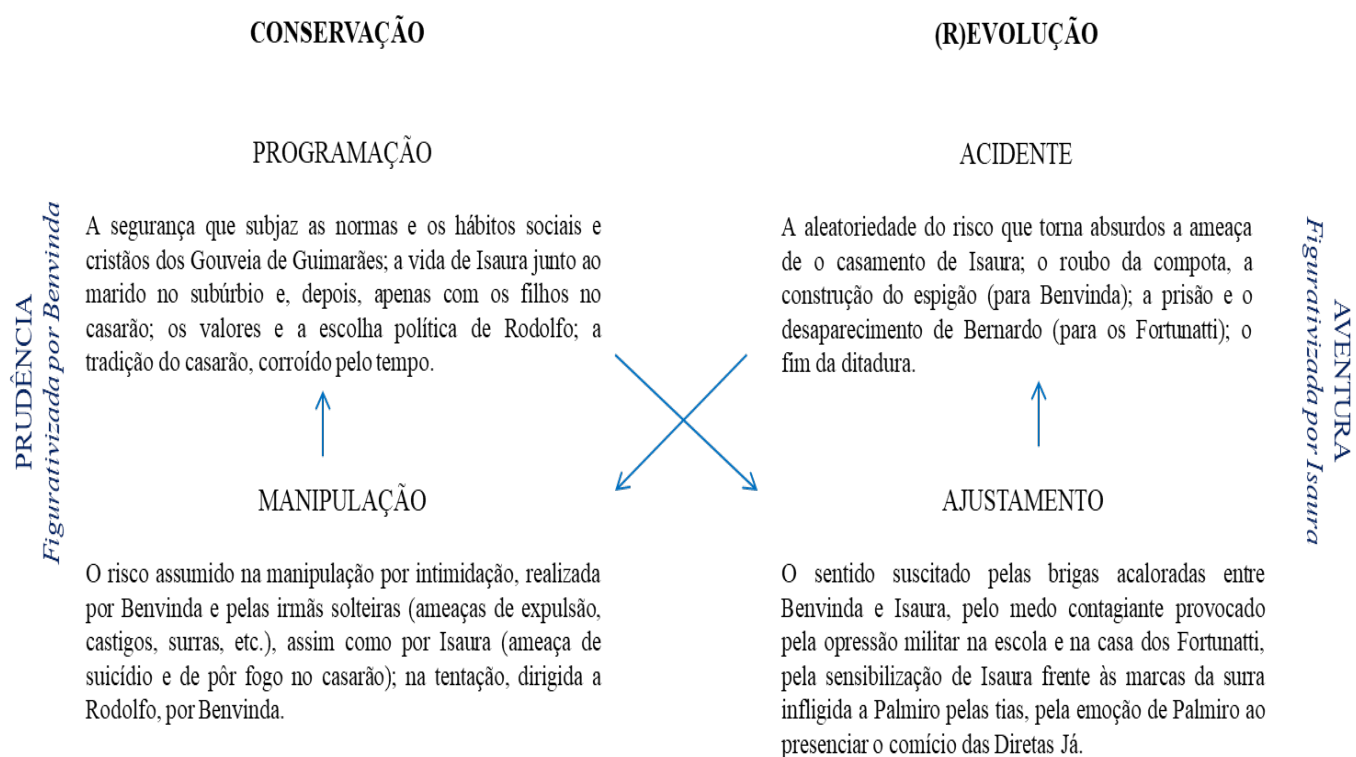 CONSERVAÇÃO
(R)EVOLUÇÃO
PROGRAMAÇÃO
A segurança que subjaz as normas e os hábitos sociais e
cristãos dos Gouveia de Guimarães; a vida de Isaura junto ao
marido no subúrbio e, depois, apenas com os filhos no
casarão; os valores e a escolha política de Rodolfo; a
tradição do casarão, corroído pelo tempo.
ACIDENTE
A aleatoriedade do risco que torna absurdos a ameaça
de o casamento de Isaura; o roubo da compota, a
construção do espigão (para Benvinda); a prisão e o
desaparecimento de Bernardo (para os Fortunatti); o
fim da ditadura.
PRUDÊNCIA
Figurativizada por Benvinda
AVENTURA
Figurativizada por Isaura
MANIPULAÇÃO
O risco assumido na manipulação por intimidação, realizada
por Benvinda e pelas irmãs solteiras (ameaças de expulsão,
castigos, surras, etc.), assim como por Isaura (ameaça de
suicídio e de pôr fogo no casarão); na tentação, dirigida a
Rodolfo, por Benvinda.
AJUSTAMENTO
O sentido suscitado pelas brigas acaloradas entre
Benvinda e Isaura, pelo medo contagiante provocado
pela opressão militar na escola e na casa dos Fortunatti,
pela sensibilização de Isaura frente às marcas da surra
infligida a Palmiro pelas tias, pela emoção de Palmiro ao
presenciar o comício das Diretas Já.